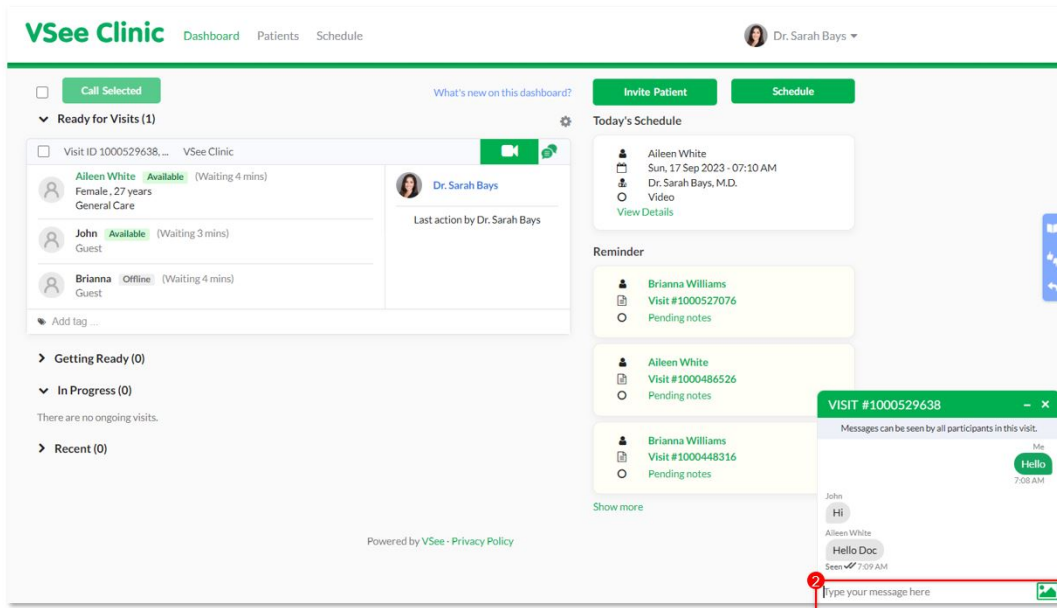 VSee Clinic Dashboard Patients Schedule Dr. Sarah Bays
Call Selected What's new on this dashboard?
Ready for Visits (1)
Visit ID 1000529638, ... VSee Clinic
Aileen White Available (Waiting 4 mins)
Female , 27 years
General Care
John Available (Waiting 3 mins)
Guest
Brianna Offline (Waiting 4 mins)
Guest
Dr. Sarah Bays
Last action by Dr. Sarah Bays
Add tag ...
Getting Ready (0)
In Progress (0)
There are no ongoing visits.
Recent (0)
Invite Patient Schedule
Today's Schedule
Aileen White
Sun, 17 Sep 2023 - 07:10 AM
Dr. Sarah Bays, M.D.
Video
View Details
Reminder
Brianna Williams
Visit #1000527076
Pending notes
Aileen White
Visit #1000486526
Pending notes
Brianna Williams
Visit #1000448316
Pending notes
Show more
Powered by VSee - Privacy Policy
VISIT #1000529638
Messages can be seen by all participants in this visit.
Me
Hello
7:08 AM
John
Hi
Aileen White
Hello Doc
Seen 7:09 AM
2
Type your message here